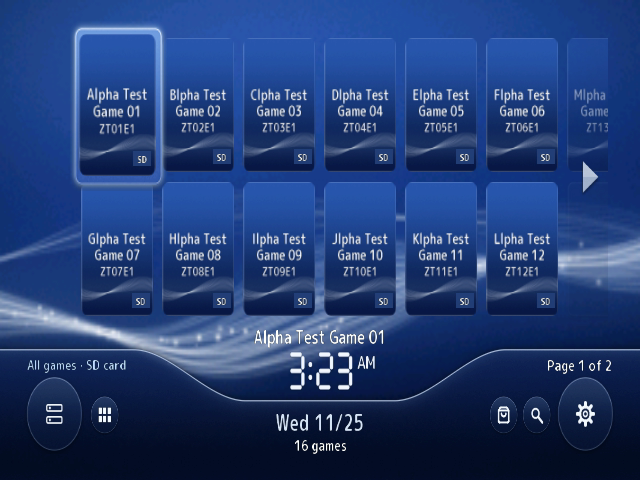 Alpha Test
Game 01
ZT01E1
SD
Blpha Test
Game 02
ZT02E1
SD
Clpha Test
Game 03
ZT03E1
SD
Dlpha Test
Game 04
ZT04E1
SD
Elpha Test
Game 05
ZT05E1
SD
Flpha Test
Game 06
ZT06E1
SD
Mlpha
Game
ZT13
Glpha Test
Game 07
ZT07E1
SD
Hlpha Test
Game 08
ZT08E1
SD
Ilpha Test
Game 09
ZT09E1
SD
Jlpha Test
Game 10
ZT10E1
SD
Klpha Test
Game 11
ZT11E1
SD
Llpha Test
Game 12
ZT12E1
SD
Alpha Test Game 01
All games · SD card
3:23 AM
Page 1 of 2
Wed 11/25
16 games